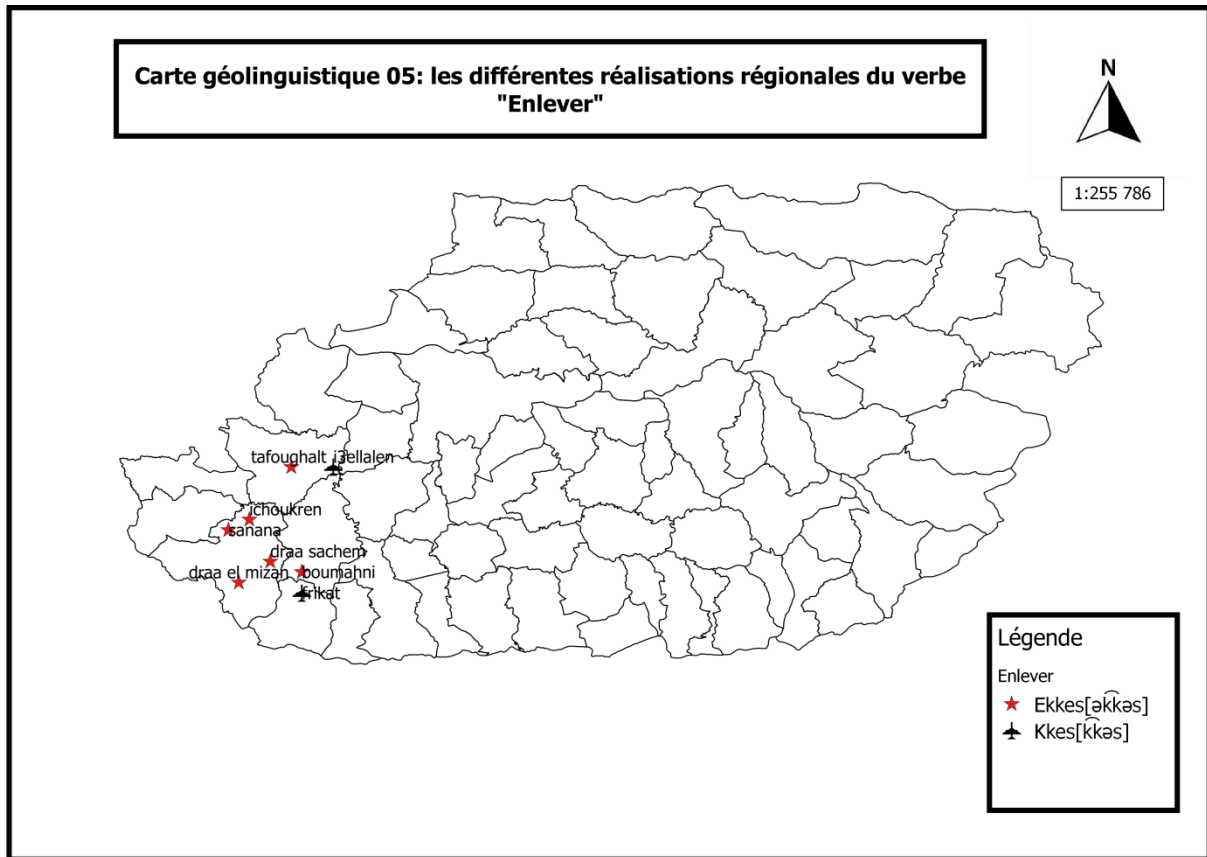 Carte géolinguistique 05: les différentes réalisations régionales du verbe
"Enlever"
N
1:255 786
tafoughalt i3ellalen
ichoukren
sanana
draa sachem
draa el mizan boumahni
frikat
Légende
Enlever
Ekkes[ək͡kəs]
Kkes[k͡kəs]